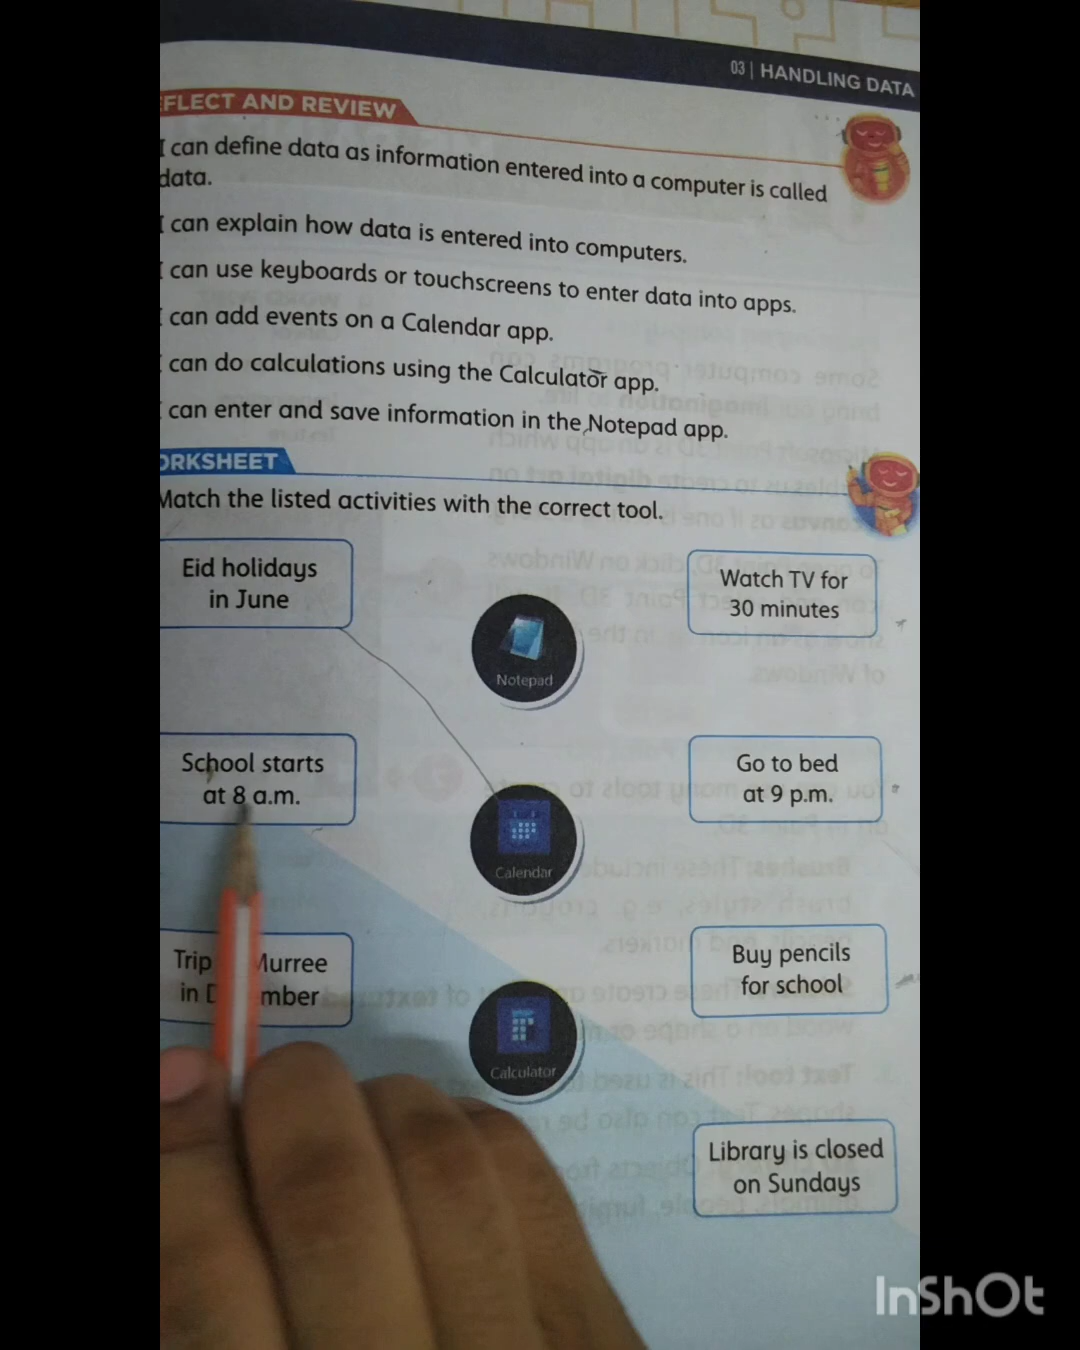 03 | HANDLING DATA
FLECT AND REVIEW
I can define data as information entered into a computer is called
data.
I can explain how data is entered into computers.
I can use keyboards or touchscreens to enter data into apps.
I can add events on a Calendar app.
I can do calculations using the Calculator app.
can enter and save information in the Notepad app.
ORKSHEET
Match the listed activities with the correct tool.
Eid holidays
in June
Watch TV for
30 minutes
Notepad
School starts
at 8 a.m.
Go to bed
at 9 p.m.
Calendar
Trip Murree
in mber
Buy pencils
for school
Calculator
Library is closed
on Sundays
InShOt